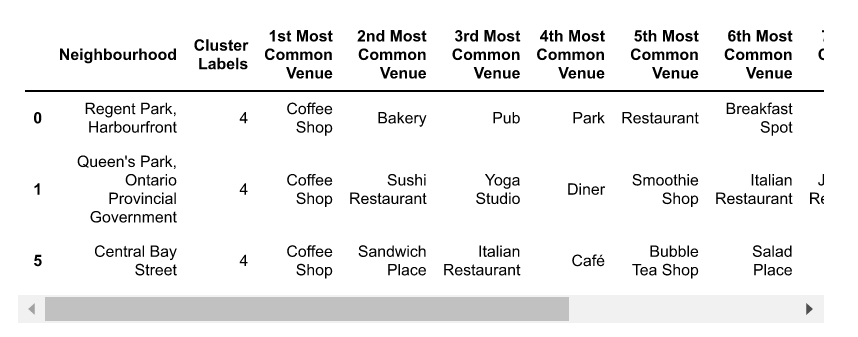 Neighbourhood Cluster Labels 1st Most Common Venue 2nd Most Common Venue 3rd Most Common Venue 4th Most Common Venue 5th Most Common Venue 6th Most Common Venue
0 Regent Park, Harbourfront 4 Coffee Shop Bakery Pub Park Restaurant Breakfast Spot
1 Queen's Park, Ontario Provincial Government 4 Coffee Shop Sushi Restaurant Yoga Studio Diner Smoothie Shop Italian Restaurant
5 Central Bay Street 4 Coffee Shop Sandwich Place Italian Restaurant Café Bubble Tea Shop Salad Place